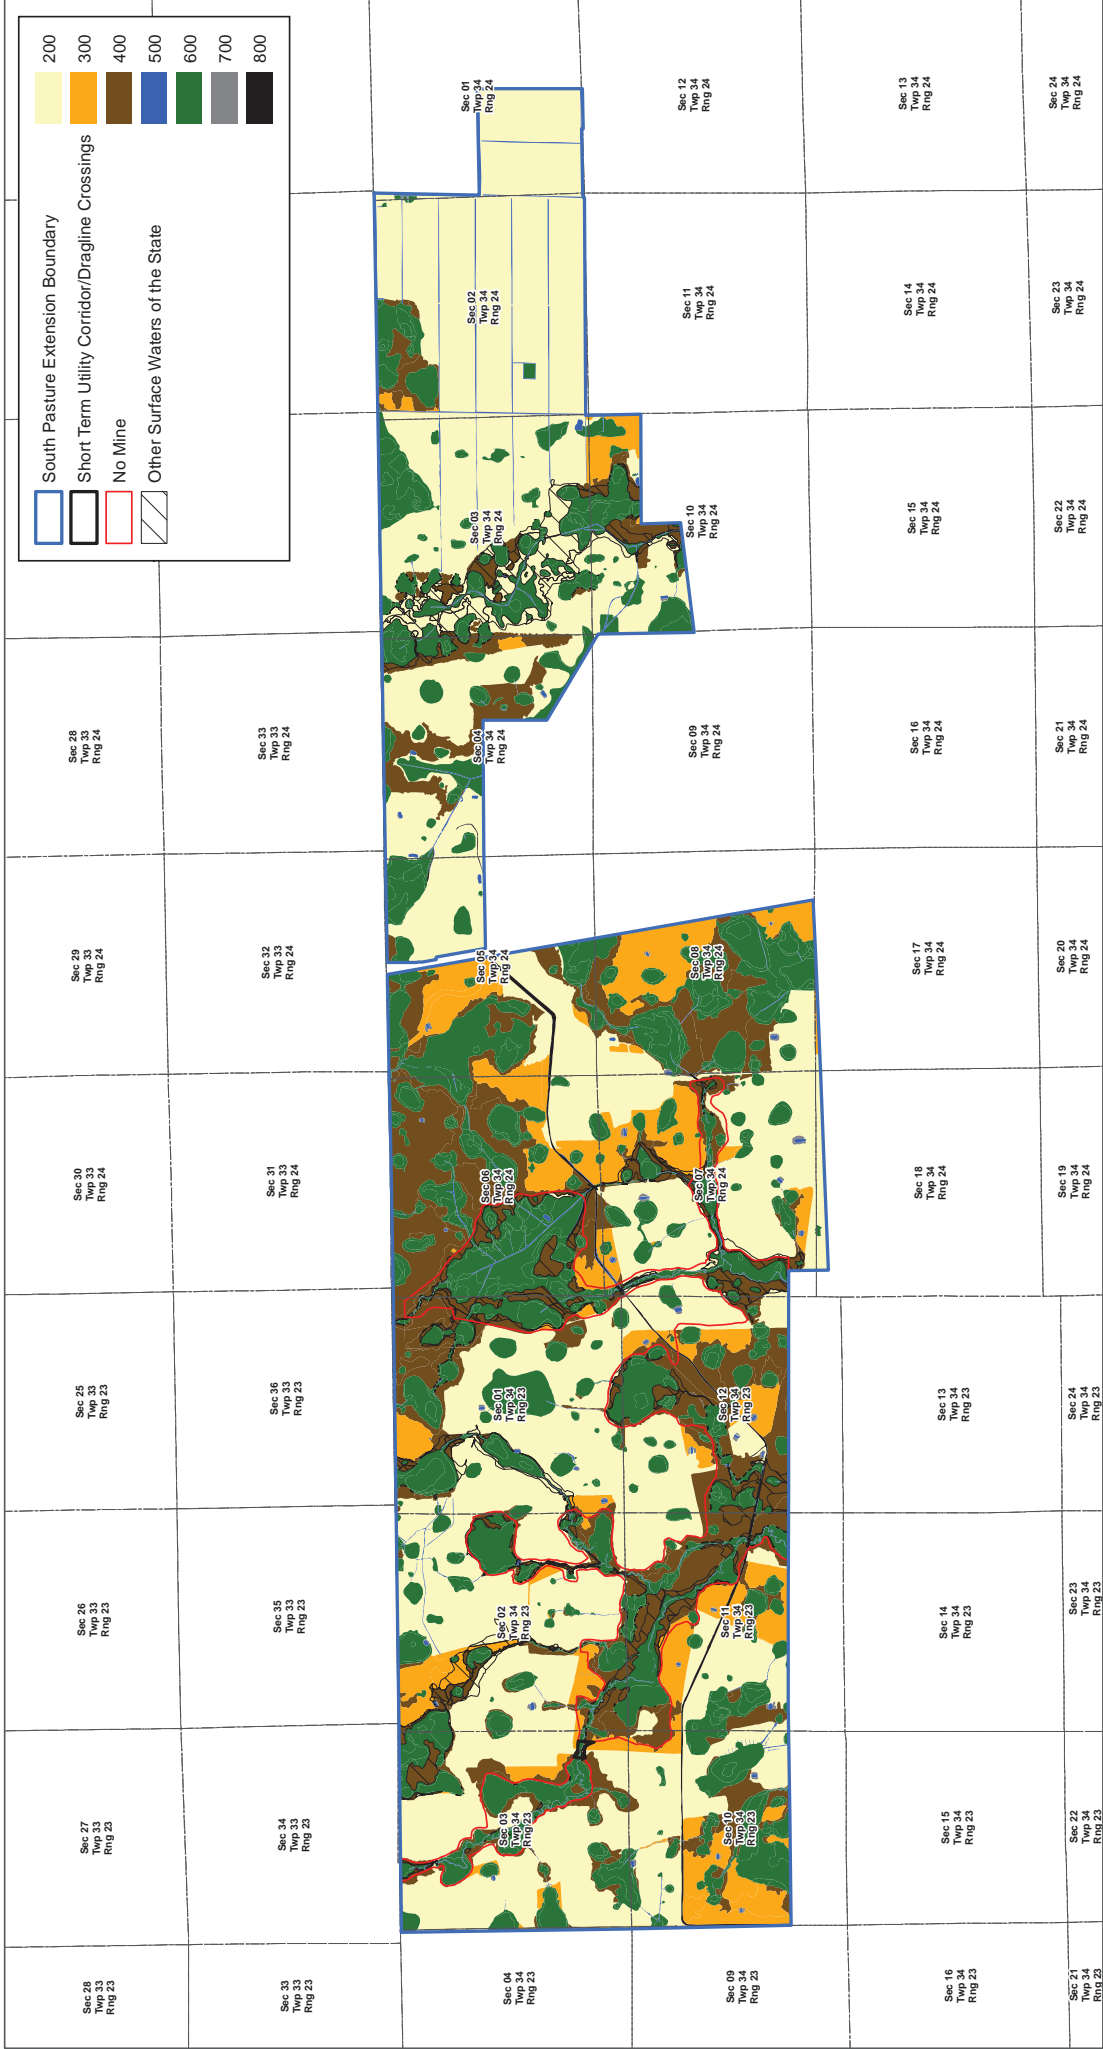 South Pasture Extension Boundary
Short Term Utility Corridor/Dragline Crossings
No Mine
Other Surface Waters of the State
200
300
400
500
600
700
800
Sec 28
Twp 33
Rng 23
Sec 27
Twp 33
Rng 23
Sec 26
Twp 33
Rng 23
Sec 25
Twp 33
Rng 23
Sec 30
Twp 33
Rng 24
Sec 29
Twp 33
Rng 24
Sec 28
Twp 33
Rng 24
Sec 33
Twp 33
Rng 23
Sec 34
Twp 33
Rng 23
Sec 35
Twp 33
Rng 23
Sec 36
Twp 33
Rng 23
Sec 31
Twp 33
Rng 24
Sec 32
Twp 33
Rng 24
Sec 33
Twp 33
Rng 24
Sec 04
Twp 34
Rng 23
Sec 03
Twp 34
Rng 23
Sec 02
Twp 34
Rng 23
Sec 01
Twp 34
Rng 23
Sec 06
Twp 34
Rng 24
Sec 05
Twp 34
Rng 24
Sec 04
Twp 34
Rng 24
Sec 03
Twp 34
Rng 24
Sec 02
Twp 34
Rng 24
Sec 01
Twp 34
Rng 24
Sec 09
Twp 34
Rng 23
Sec 10
Twp 34
Rng 23
Sec 11
Twp 34
Rng 23
Sec 12
Twp 34
Rng 23
Sec 07
Twp 34
Rng 24
Sec 08
Twp 34
Rng 24
Sec 09
Twp 34
Rng 24
Sec 10
Twp 34
Rng 24
Sec 11
Twp 34
Rng 24
Sec 12
Twp 34
Rng 24
Sec 16
Twp 34
Rng 23
Sec 15
Twp 34
Rng 23
Sec 14
Twp 34
Rng 23
Sec 13
Twp 34
Rng 23
Sec 18
Twp 34
Rng 24
Sec 17
Twp 34
Rng 24
Sec 16
Twp 34
Rng 24
Sec 15
Twp 34
Rng 24
Sec 14
Twp 34
Rng 24
Sec 13
Twp 34
Rng 24
Sec 21
Twp 34
Rng 23
Sec 22
Twp 34
Rng 23
Sec 23
Twp 34
Rng 23
Sec 24
Twp 34
Rng 23
Sec 19
Twp 34
Rng 24
Sec 20
Twp 34
Rng 24
Sec 21
Twp 34
Rng 24
Sec 22
Twp 34
Rng 24
Sec 23
Twp 34
Rng 24
Sec 24
Twp 34
Rng 24